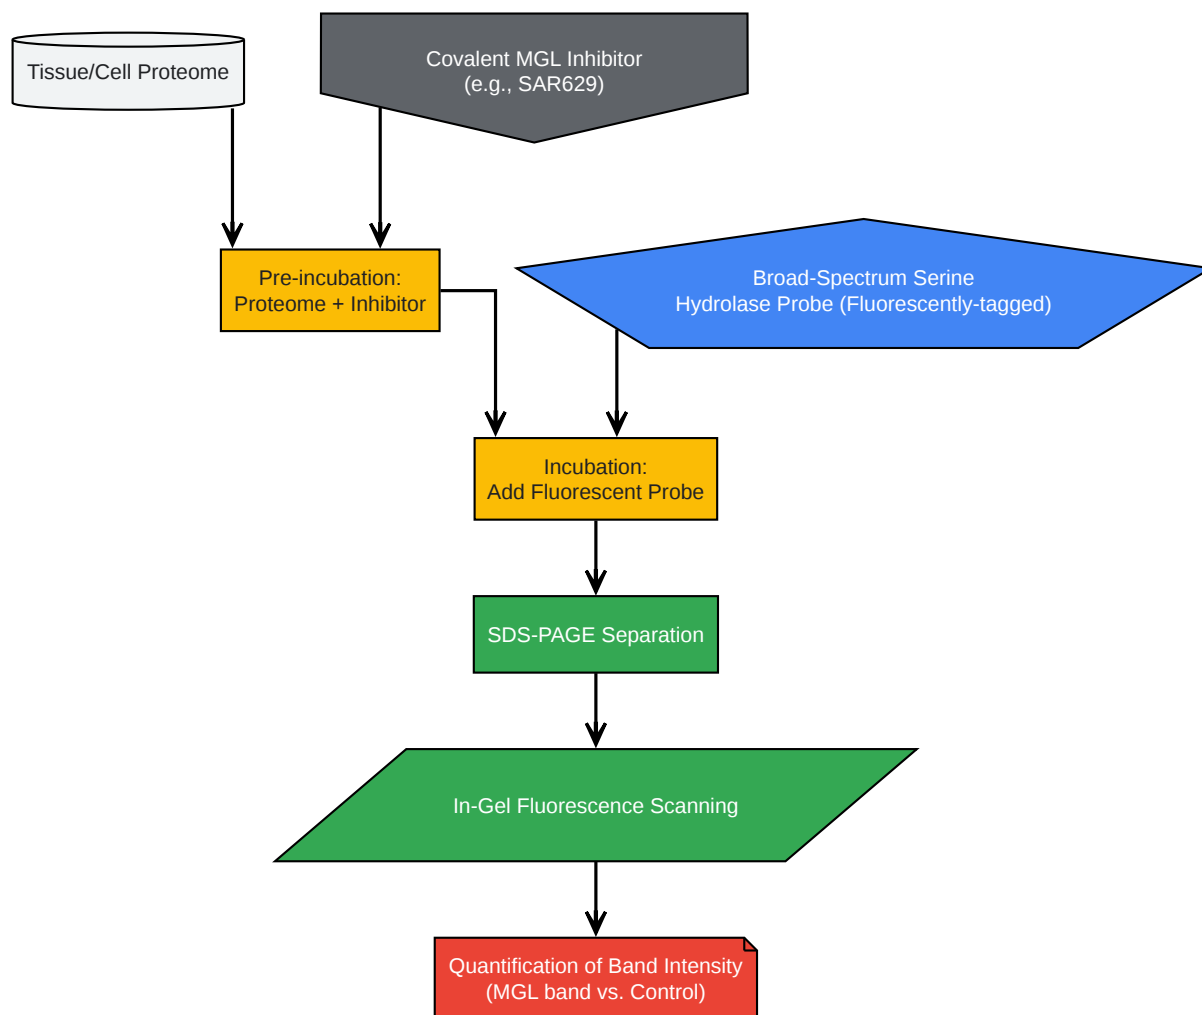 Tissue/Cell Proteome
Covalent MGL Inhibitor
(e.g., SAR629)
Pre-incubation:
Proteome + Inhibitor
Broad-Spectrum Serine
Hydrolase Probe (Fluorescently-tagged)
Incubation:
Add Fluorescent Probe
SDS-PAGE Separation
In-Gel Fluorescence Scanning
Quantification of Band Intensity
(MGL band vs. Control)